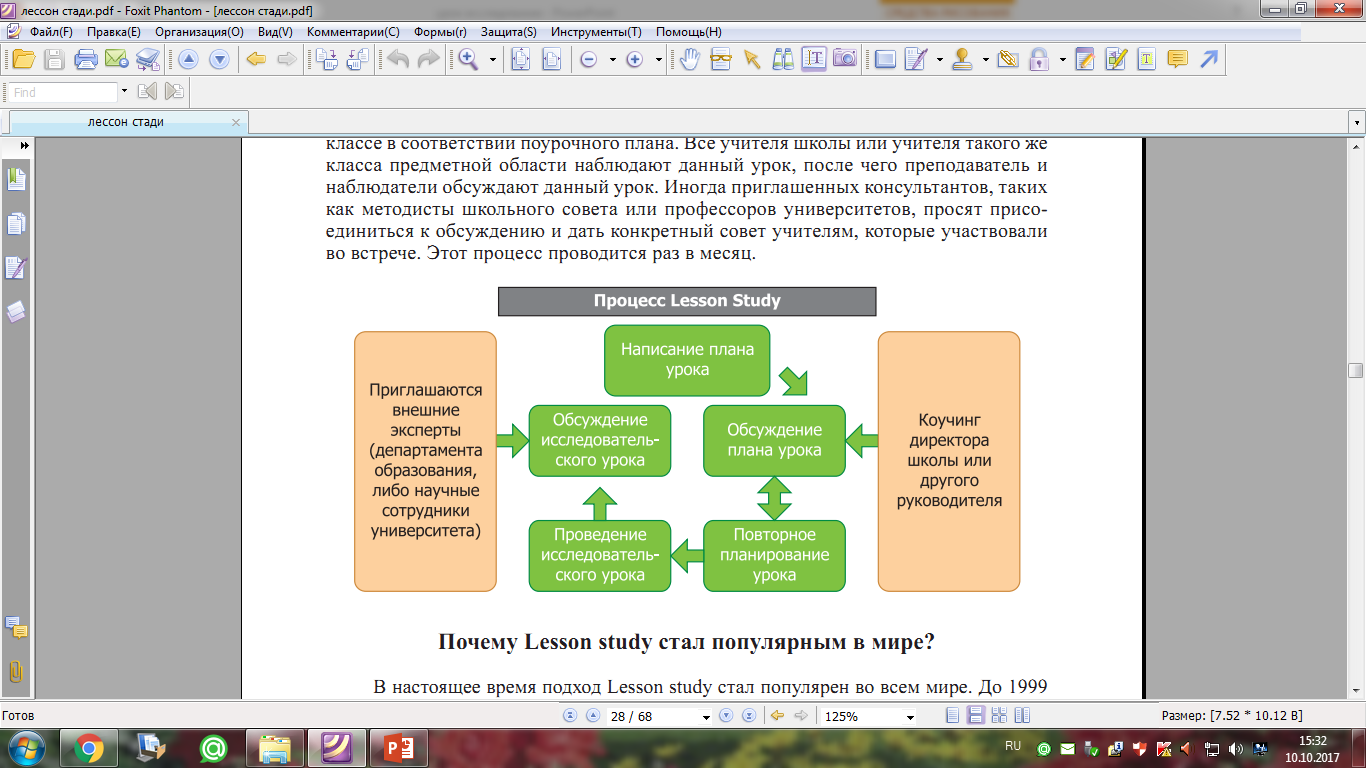 лессон стади.pdf - Foxit Phantom - [лессон стади.pdf]
Файл(F) Правка(E) Организация(O) Вид(V) Комментарии(C) Формы(r) Защита(S) Инструменты(T) Помощь(H)
Find
лессон стади
классе в соответствии поурочного плана. Все учителя школы или учителя такого же
класса предметной области наблюдают данный урок, после чего преподаватель и
наблюдатели обсуждают данный урок. Иногда приглашенных консультантов, таких
как методисты школьного совета или профессоров университетов, просят присо-
единиться к обсуждению и дать конкретный совет учителям, которые участвовали
во встрече. Этот процесс проводится раз в месяц.
Процесс Lesson Study
Написание плана
урока
Приглашаются
внешние
эксперты
(департамента
образования,
либо научные
сотрудники
университета)
Обсуждение
исследователь-
ского урока
Обсуждение
плана урока
Коучинг
директора
школы или
другого
руководителя
Проведение
исследователь-
ского урока
Повторное
планирование
урока
Почему Lesson study стал популярным в мире?
В настоящее время подход Lesson study стал популярен во всем мире. До 1999
Готов
28 / 68
125%
Размер: [7.52 * 10.12 В]
RU
15:32
10.10.2017